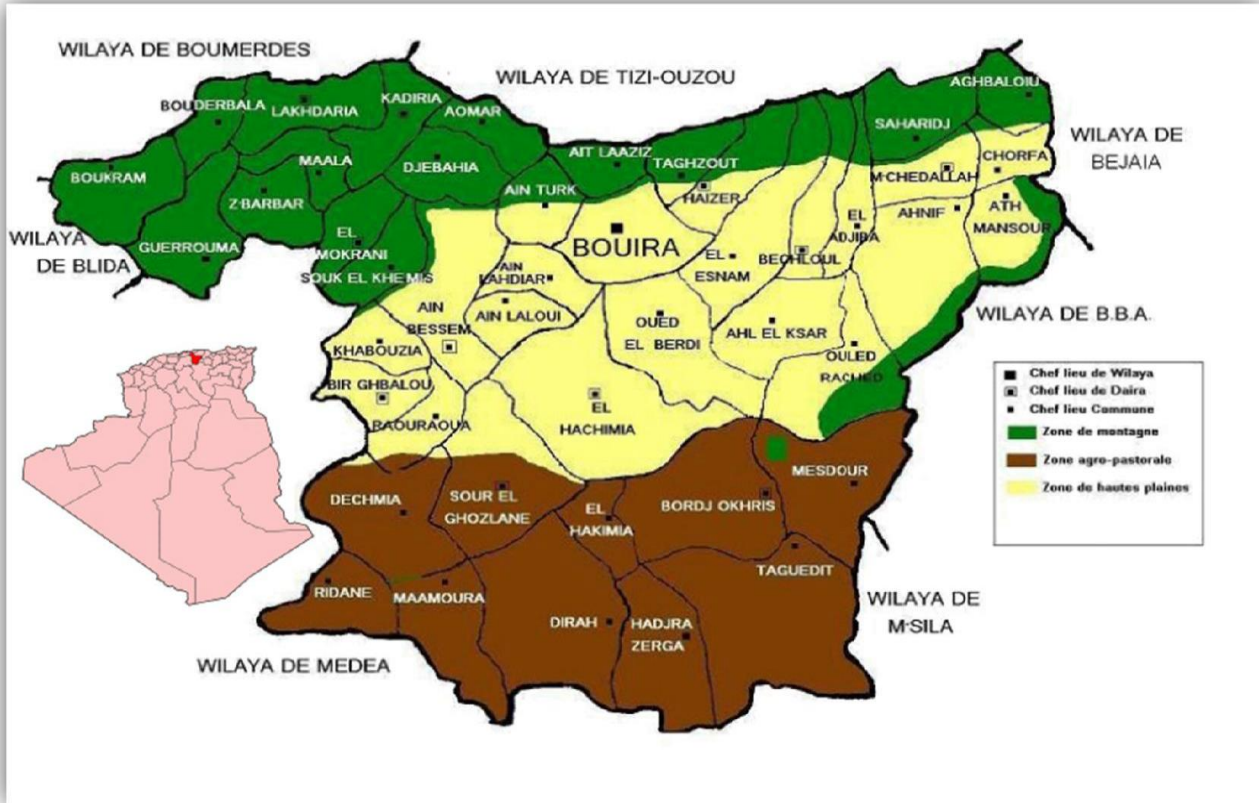 WILAYA DE BOUMERDES
WILAYA DE TIZI-OUZOU
AGHBALOIU
BOUDERBALA
LAKHDARIA
KADIRIA
AOMAR
SAHARIDJ
WILAYA DE
BEJAIA
AIT LAAZIZ
TAGHZOUT
CHORFA
BOUKRAM
MAALA
DJEBAHIA
M'CHEDALLAH
Z·BARBAR
AIN TURK
HAIZER
AHNIF
ATH
MANSOUR
EL
ADJIBA
WILAYA
DE BLIDA
GUERROUMA
EL
MOKRANI
SOUK EL KHEMIS
BOUIRA
EL
ESNAM
BECHLOUL
AIN
LAHDJAR
AIN
BESSEM
AIN LALOUI
OUED
EL BERDI
AHL EL KSAR
WILAYA DE B.B.A.
KHABOUZIA
OULED
RACHED
BIR GHBALOU
RAOURAOUA
EL
HACHIMIA
Chef lieu de Wilaya
Chef lieu de Daira
Chef lieu Commune
Zone de montagne
Zone agro-pastorale
Zone de hautes plaines
DECHMIA
SOUR EL
GHOZLANE
EL
HAKIMIA
BORDJ OKHRIS
MESDOUR
TAGUEDIT
RIDANE
MAAMOURA
DIRAH
HADJRA
ZERGA
WILAYA DE
M·SILA
WILAYA DE MEDEA